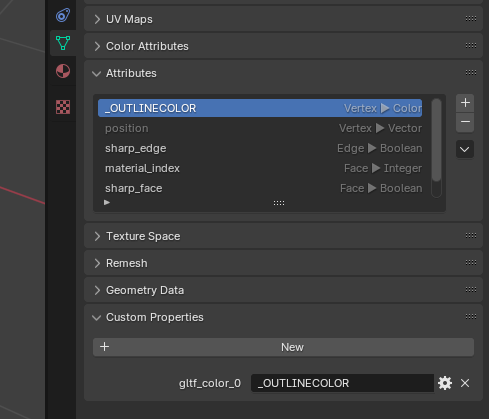 UV Maps
Color Attributes
Attributes
_OUTLINECOLOR Vertex ▶ Color
position Vertex ▶ Vector
sharp_edge Edge ▶ Boolean
material_index Face ▶ Integer
sharp_face Face ▶ Boolean
Texture Space
Remesh
Geometry Data
Custom Properties
New
gltf_color_0 _OUTLINECOLOR